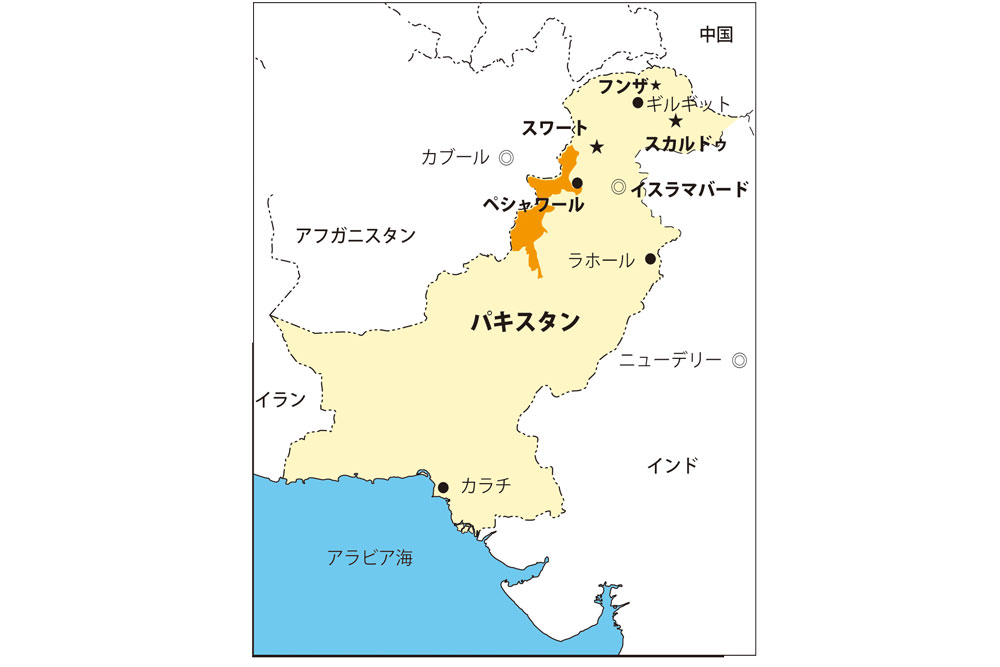 中国
フンザ
ギルギット
スワート
スカルドゥ
カブール
イスラマバード
ペシャワール
アフガニスタン
ラホール
パキスタン
ニューデリー
イラン
インド
カラチ
アラビア海